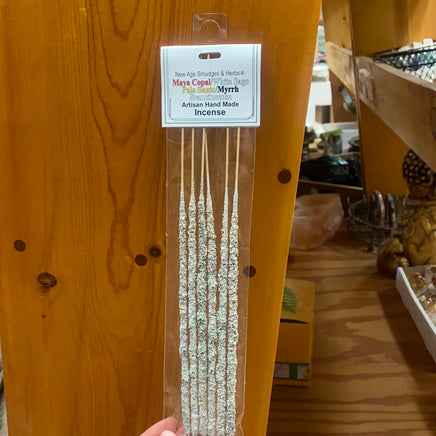 New Age Smudges & Herbs®
Maya Copal/White Sage
Palo Santo/Myrrh
Frankincense
Artisan Hand Made
Incense